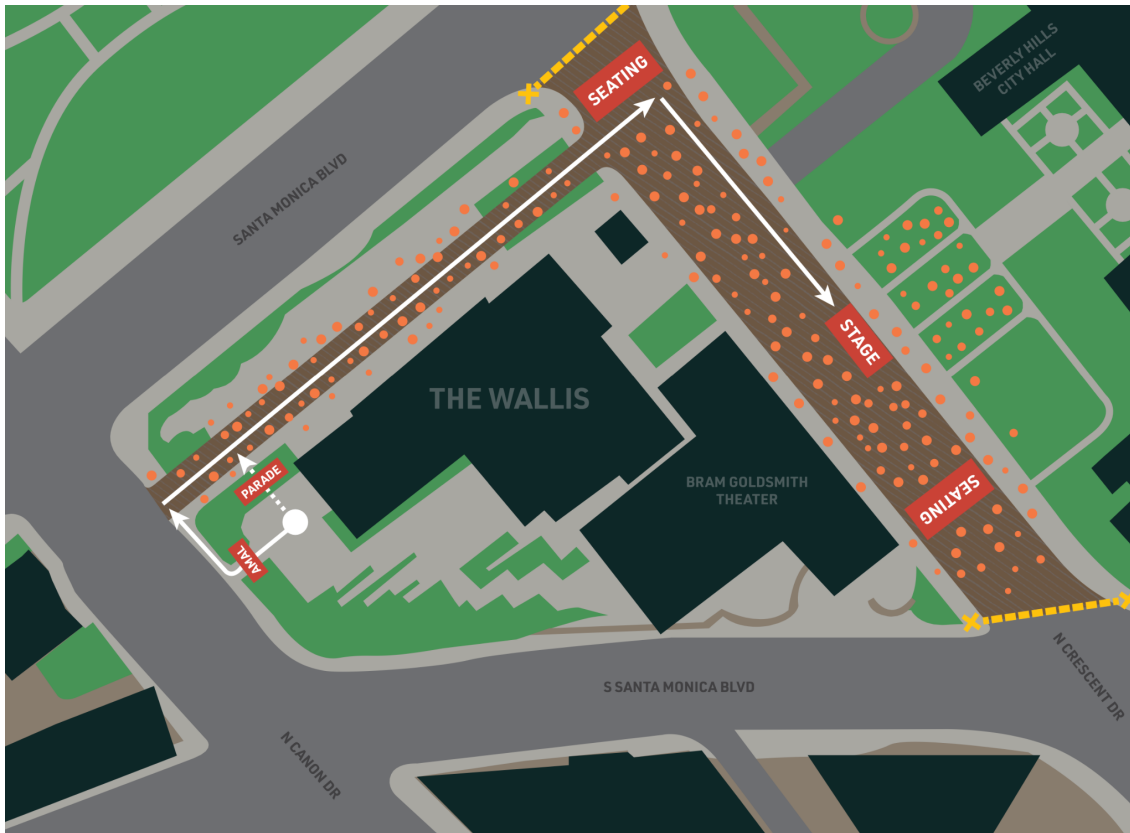 SEATING
BEVERLY HILLS
CITY HALL
SANTA MONICA BLVD
STAGE
THE WALLIS
PARADE
BRAM GOLDSMITH
THEATER
SEATING
AMAL
N CRESCENT DR
S SANTA MONICA BLVD
N CANON DR